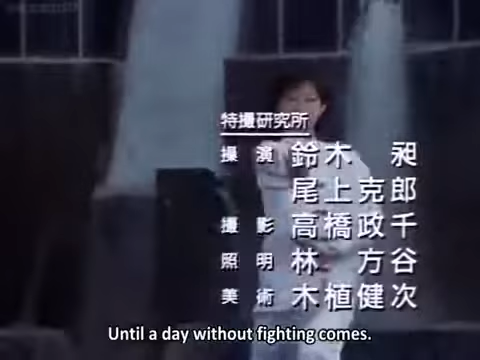 特撮研究所
操演 鈴木 昶
尾上克郎
撮影 高橋政千
照明 林 方谷
美術 木植健次
Until a day without fighting comes.